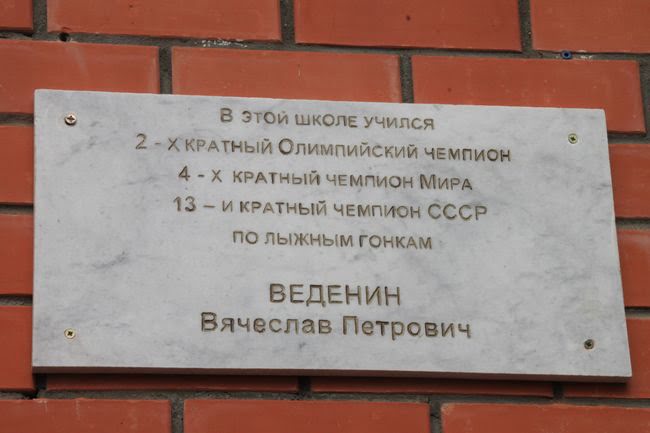 В ЭТОЙ ШКОЛЕ УЧИЛСЯ
2 - Х КРАТНЫЙ ОЛИМПИЙСКИЙ ЧЕМПИОН
4 - Х КРАТНЫЙ ЧЕМПИОН МИРА
13 – И КРАТНЫЙ ЧЕМПИОН СССР
ПО ЛЫЖНЫМ ГОНКАМ
ВЕДЕНИН
Вячеслав Петрович